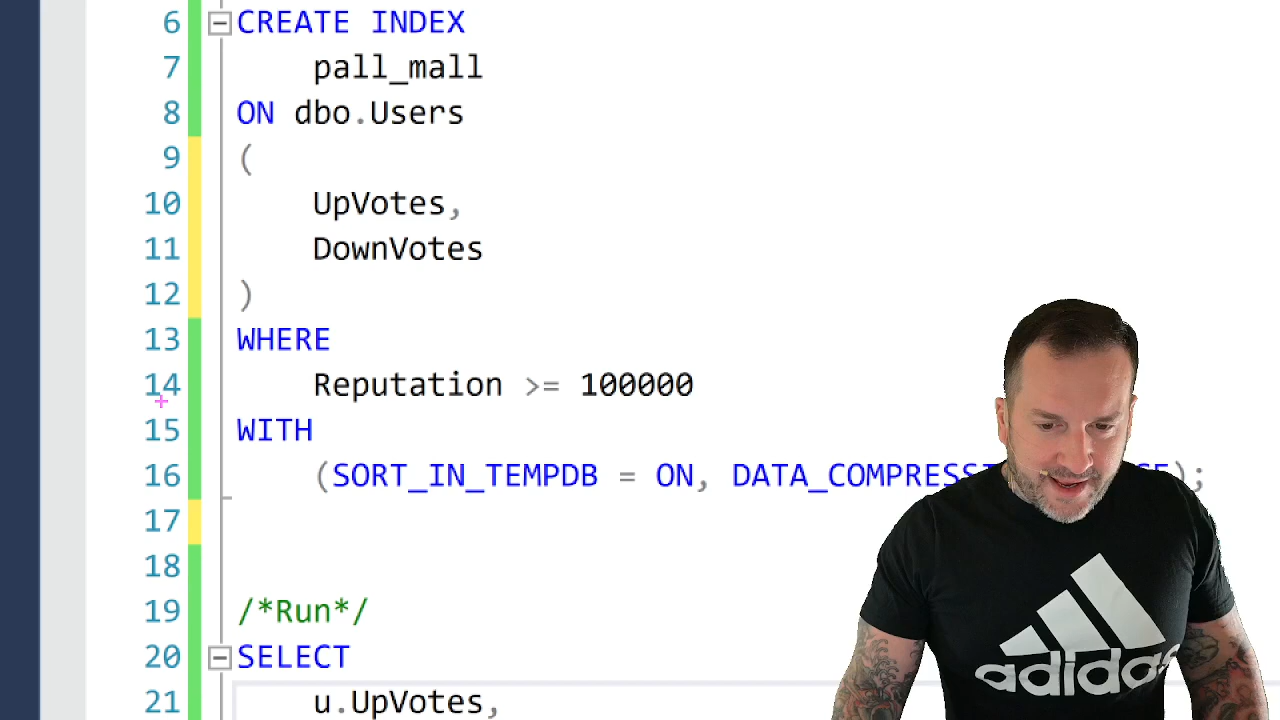 6 CREATE INDEX
7 pall_mall
8 ON dbo.Users
9 (
10 UpVotes,
11 DownVotes
12 )
13 WHERE
14 Reputation >= 100000
15 WITH
16 (SORT_IN_TEMPDB = ON, DATA_COMPRESS );
17
18
19 /*Run*/
20 SELECT
21 u.UpVotes,
adidas